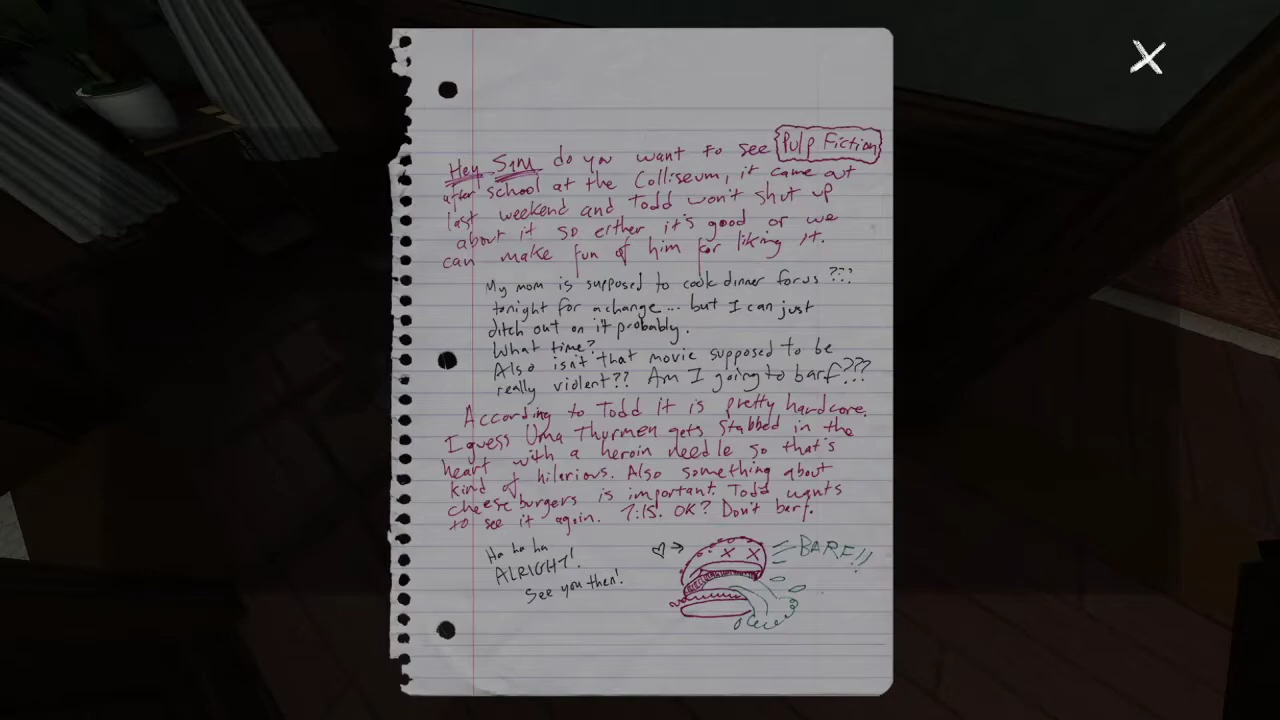 Hey Sam do you want to see Pulp Fiction
after school at the Colliseum, it came out
last weekend and Todd won't shut up
about it so either it's good or we
can make fun of him for liking it.
My mom is supposed to cook dinner for us ???
tonight for a change... but I can just
ditch out on it probably.
What time?
Also isn't that movie supposed to be
really violent?? Am I going to barf???
According to Todd it is pretty hardcore.
I guess Uma Thurmen gets stabbed in the
heart with a heroin needle so that's
kind of hilarious. Also something about
cheeseburgers is important. Todd wants
to see it again. 7:15. OK? Don't barf.
Ha ha ha
ALRIGHT!
See you then!
BARF!!